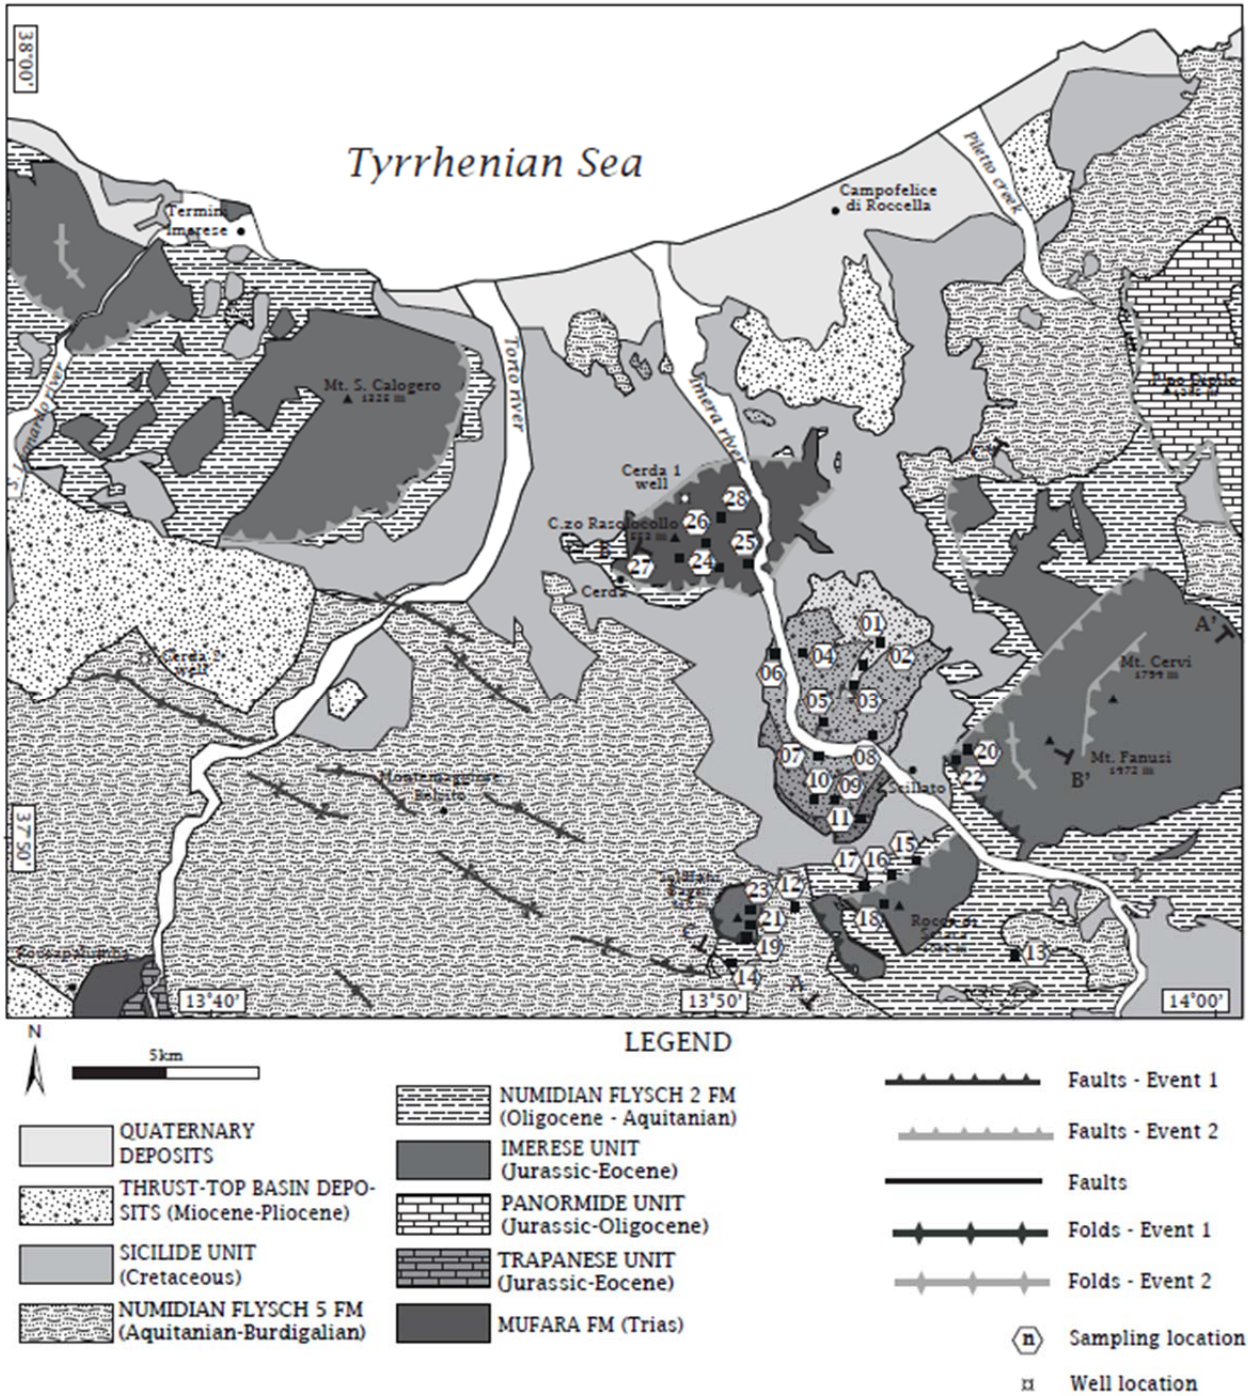 38°00'
Tyrrhenian Sea
Piletto creek
Campofelice
di Roccella
Termini
Imerese
Torto river
Imera river
Mt. S. Calogero
1325 m
Cerda 1
well
28
26
C.zo Rasolocollo
25
B
24
27
Cerda
01
A'
04
02
Mt. Cervi
1794 m
06
05
03
07
08
20
Mt. Fanusi
1472 m
22
B'
10
09
Scillato
11
37°50'
15
17
16
23
12
21
18
C
19
13
14
A
13°40'
13°50'
14°00'
N
5km
LEGEND
QUATERNARY
DEPOSITS
THRUST-TOP BASIN DEPO-
SITS (Miocene-Pliocene)
SICILIDE UNIT
(Cretaceous)
NUMIDIAN FLYSCH 5 FM
(Aquitanian-Burdigalian)
NUMIDIAN FLYSCH 2 FM
(Oligocene - Aquitanian)
IMERESE UNIT
(Jurassic-Eocene)
PANORMIDE UNIT
(Jurassic-Oligocene)
TRAPANESE UNIT
(Jurassic-Eocene)
MUFARA FM (Trias)
Faults - Event 1
Faults - Event 2
Faults
Folds - Event 1
Folds - Event 2
n
Sampling location
Well location